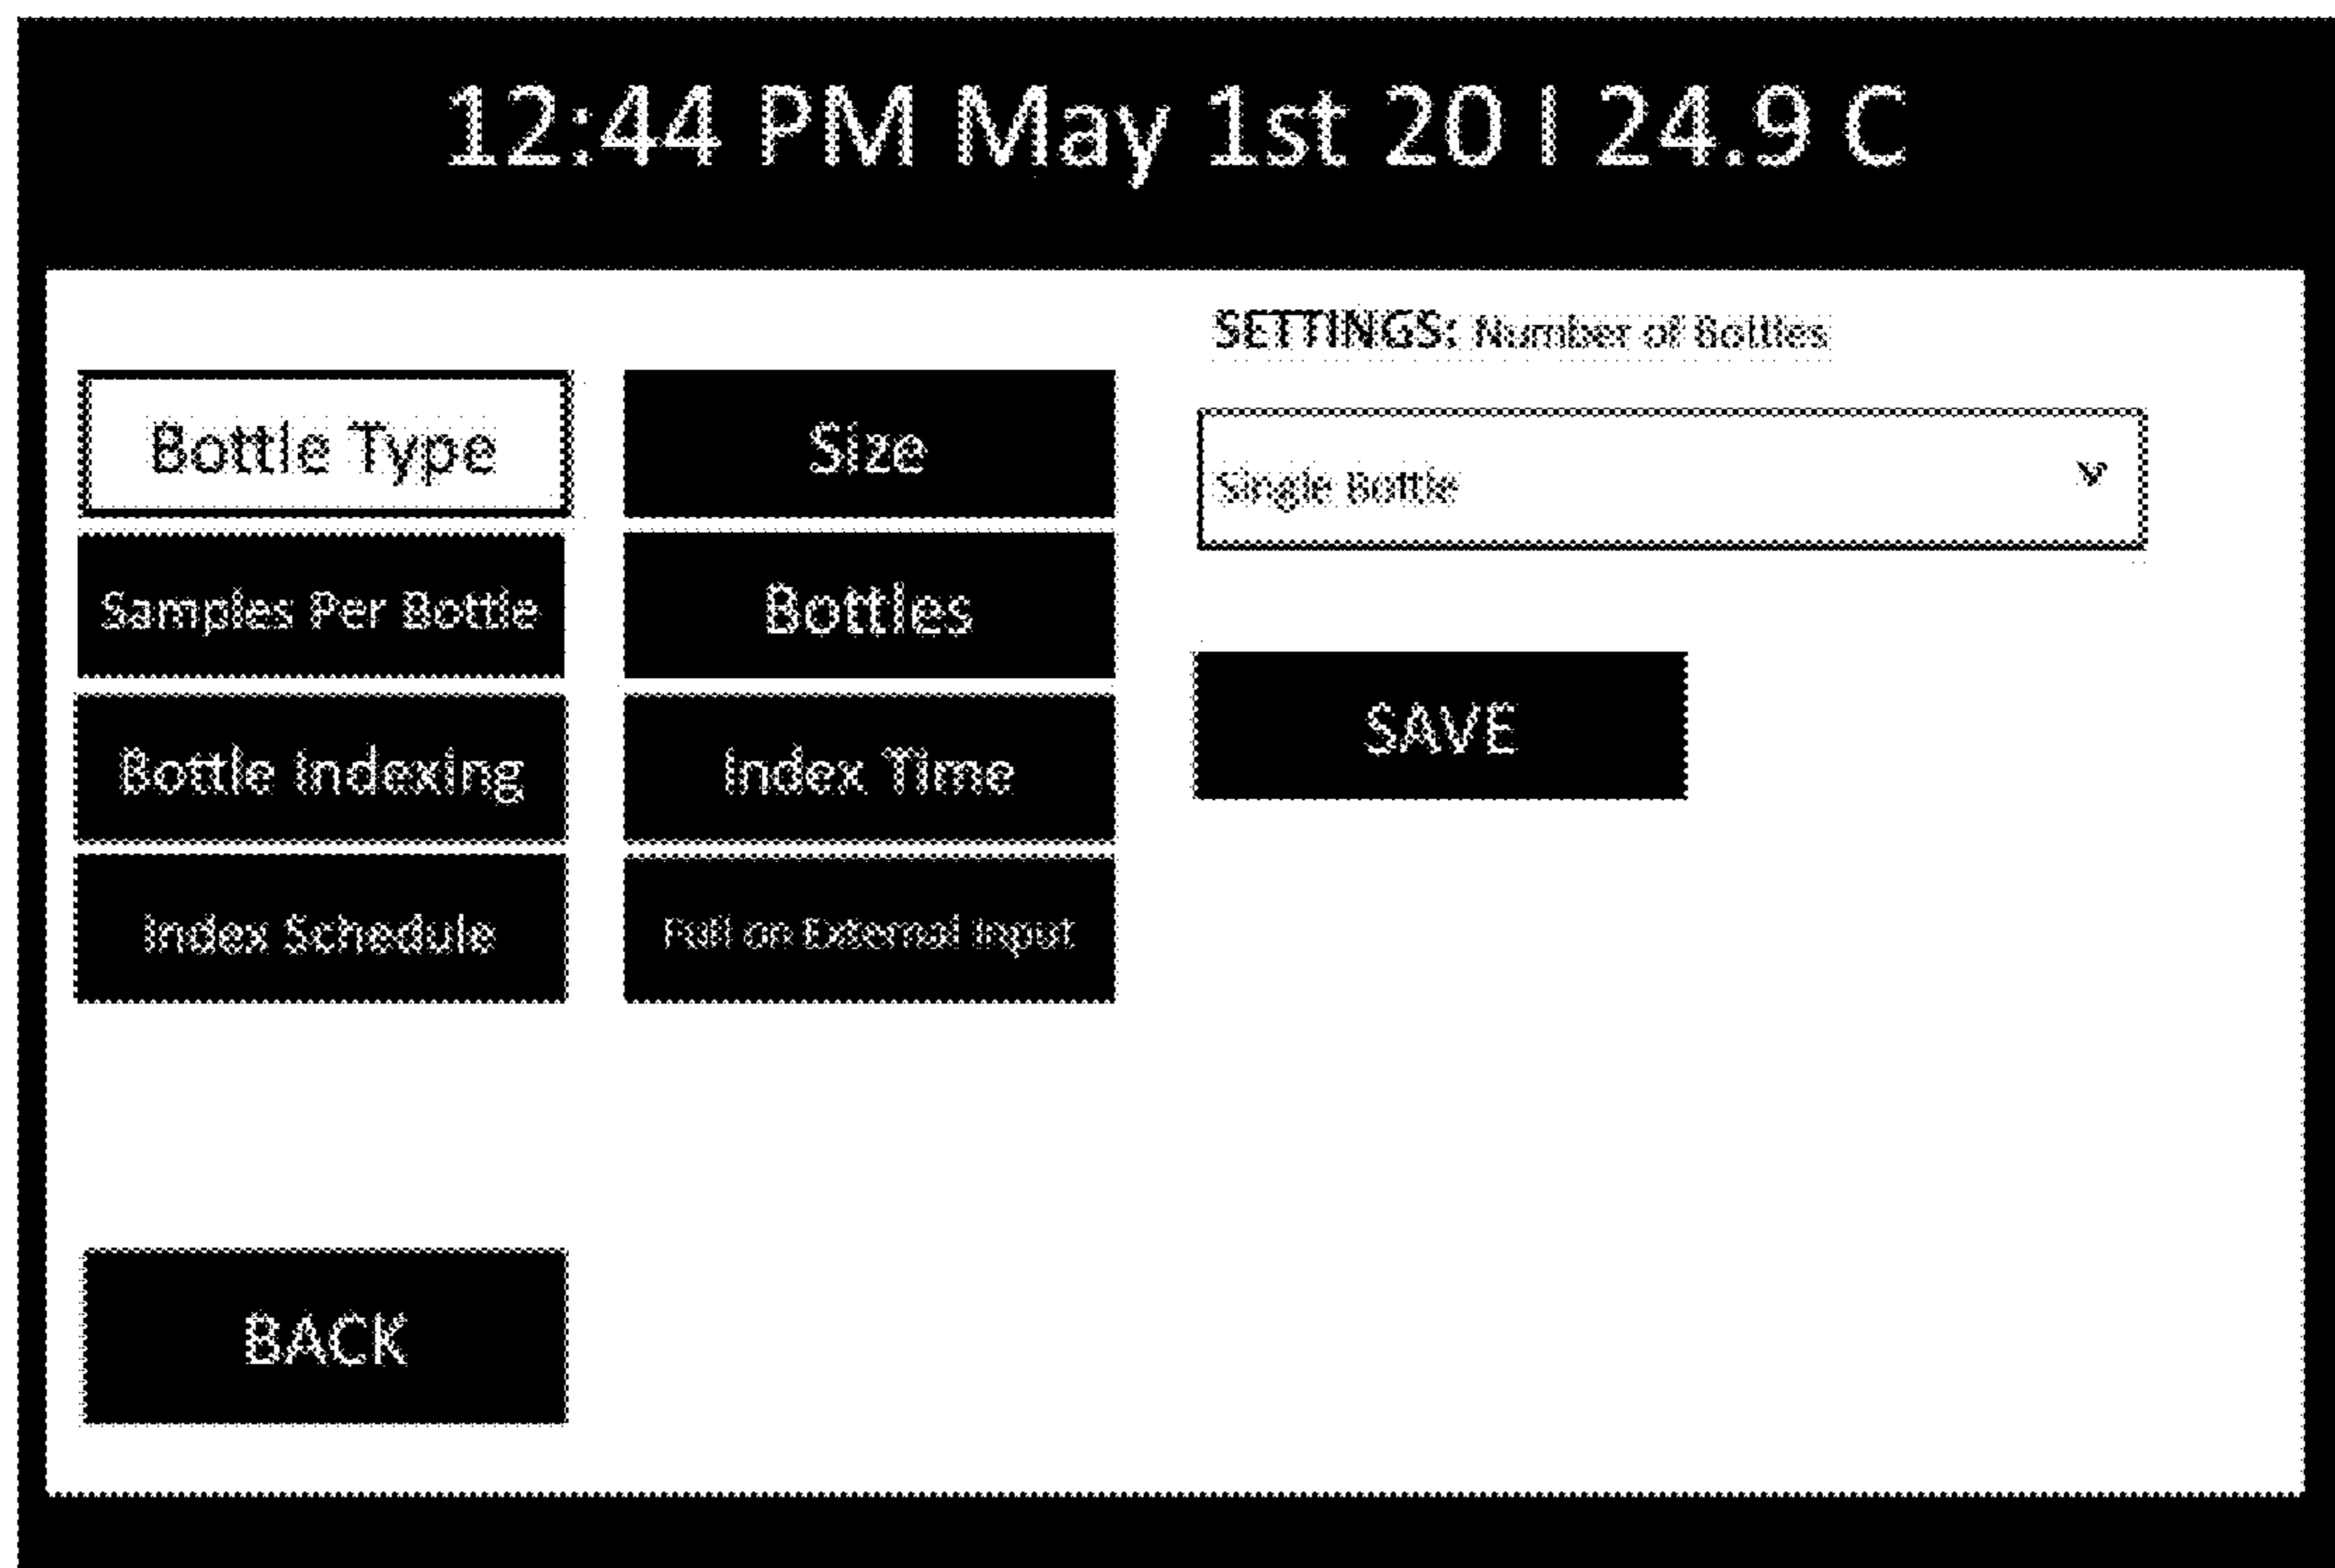 12:44 PM May 1st 20 | 24.9 C
SETTINGS: Number of Bottles
Bottle Type
Size
Single Bottle
Samples Per Bottle
Bottles
SAVE
Bottle Indexing
Index Time
Index Schedule
Full on External Input
BACK